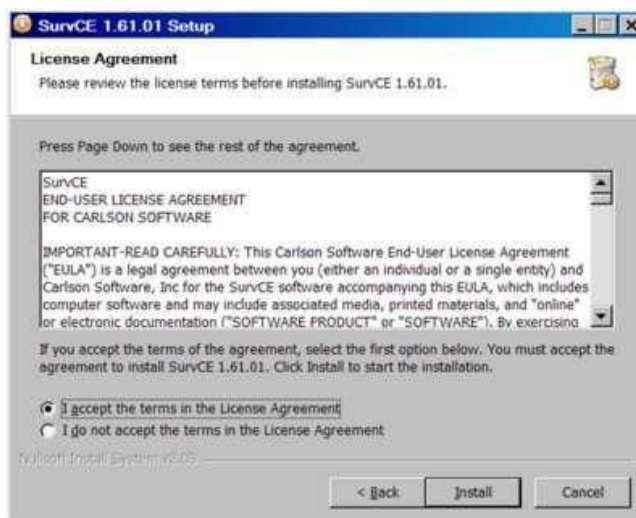 SurvCE 1.61.01 Setup
License Agreement
Please review the license terms before installing SurvCE 1.61.01.
Press Page Down to see the rest of the agreement.
SurvCE
END-USER LICENSE AGREEMENT
FOR CARLSON SOFTWARE
IMPORTANT-READ CAREFULLY: This Carlson Software End-User License Agreement
("EULA") is a legal agreement between you (either an individual or a single entity) and
Carlson Software, Inc for the SurvCE software accompanying this EULA, which includes
computer software and may include associated media, printed materials, and "online"
or electronic documentation ("SOFTWARE PRODUCT" or "SOFTWARE"). By exercising
If you accept the terms of the agreement, select the first option below. You must accept the
agreement to install SurvCE 1.61.01. Click Install to start the installation.
I accept the terms in the License Agreement
I do not accept the terms in the License Agreement
Nullsoft Install System v2.09
< Back
Install
Cancel